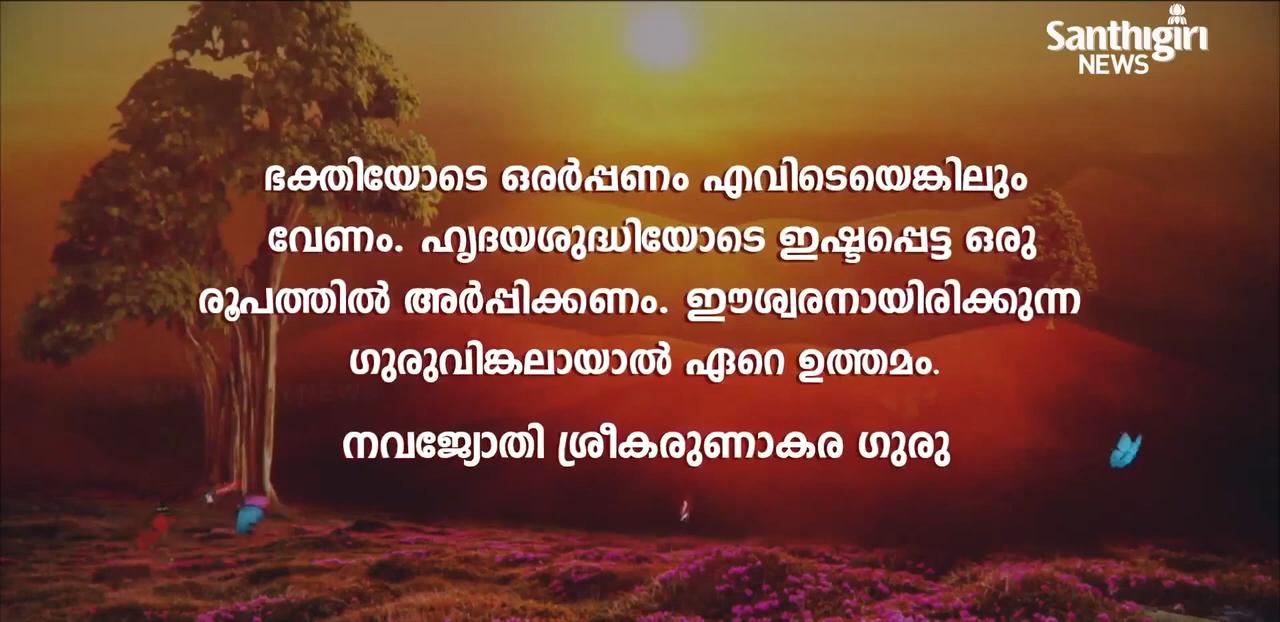 Santhigiri
NEWS
ഭക്തിയോടെ ഒരർപ്പണം എവിടെയെങ്കിലും
വേണം. ഹൃദയശുദ്ധിയോടെ ഇഷ്ടപ്പെട്ട ഒരു
രൂപത്തിൽ അർപ്പിക്കണം. ഈശ്വരനായിരിക്കുന്ന
ഗുരുവിങ്കലായാൽ ഏറെ ഉത്തമം.
നവജ്യോതി ശ്രീകരുണാകര ഗുരു